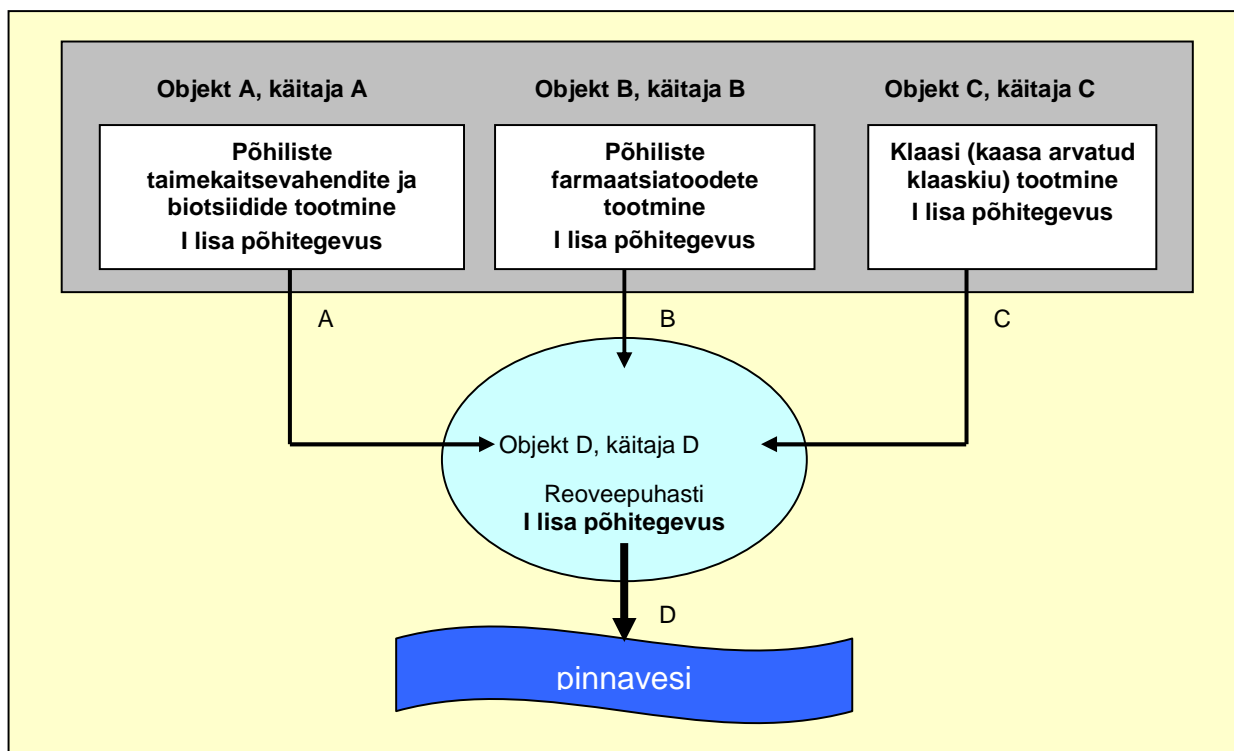 Objekt A, käitaja A
Põhiliste
taimekaitsevahendite ja
biotsiidide tootmine
I lisa põhitegevus
Objekt B, käitaja B
Põhiliste
farmaatsiatoodete
tootmine
I lisa põhitegevus
Objekt C, käitaja C
Klaasi (kaasa arvatud
klaaskiu) tootmine
I lisa põhitegevus
A
B
C
Objekt D, käitaja D
Reoveepuhasti
I lisa põhitegevus
D
pinnavesi